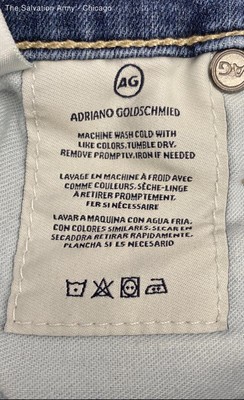 The Salvation Army - Chicago
AG
AG
ADRIANO GOLDSCHMIED
MACHINE WASH COLD WITH
LIKE COLORS. TUMBLE DRY.
REMOVE PROMPTLY, IRON IF NEEDED
LAVAGE EN MACHINE À FROID AVEC
COMME COULEURS. SÈCHE-LINGE
À RETIRER PROMPTEMENT,
FER SI NÉCESSAIRE
LAVAR A MAQUINA CON AGUA FRIA.
CON COLORES SIMILARES. SECAR EN
SECADORA RETIRAR RAPIDAMENTE.
PLANCHA SI ES NECESARIO